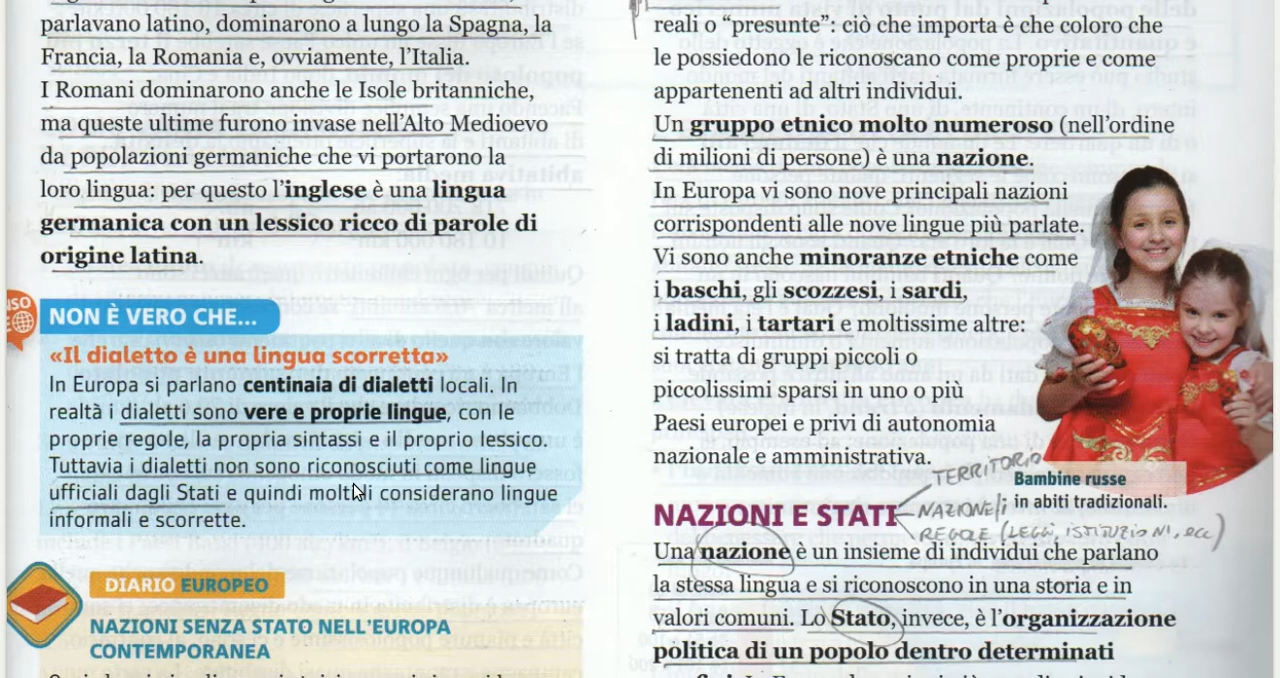 parlavano latino, dominarono a lungo la Spagna, la
Francia, la Romania e, ovviamente, l'Italia.
I Romani dominarono anche le Isole britanniche,
ma queste ultime furono invase nell'Alto Medioevo
da popolazioni germaniche che vi portarono la
loro lingua: per questo l'inglese è una lingua
germanica con un lessico ricco di parole di
origine latina.
NON È VERO CHE...
«Il dialetto è una lingua scorretta»
In Europa si parlano centinaia di dialetti locali. In
realtà i dialetti sono vere e proprie lingue, con le
proprie regole, la propria sintassi e il proprio lessico.
Tuttavia i dialetti non sono riconosciuti come lingue
ufficiali dagli Stati e quindi molti li considerano lingue
informali e scorrette.
DIARIO EUROPEO
NAZIONI SENZA STATO NELL'EUROPA
CONTEMPORANEA
reali o "presunte": ciò che importa è che coloro che
le possiedono le riconoscano come proprie e come
appartenenti ad altri individui.
Un gruppo etnico molto numeroso (nell'ordine
di milioni di persone) è una nazione.
In Europa vi sono nove principali nazioni
corrispondenti alle nove lingue più parlate.
Vi sono anche minoranze etniche come
i baschi, gli scozzesi, i sardi,
i ladini, i tartari e moltissime altre:
si tratta di gruppi piccoli o
piccolissimi sparsi in uno o più
Paesi europei e privi di autonomia
nazionale e amministrativa.
TERRITORIO
Bambine russe
in abiti tradizionali.
NAZIONI E STATI
NAZIONE/i
REGOLE (LEGGI, ISTITUZIONI, ecc)
Una nazione è un insieme di individui che parlano
la stessa lingua e si riconoscono in una storia e in
valori comuni. Lo Stato, invece, è l'organizzazione
politica di un popolo dentro determinati